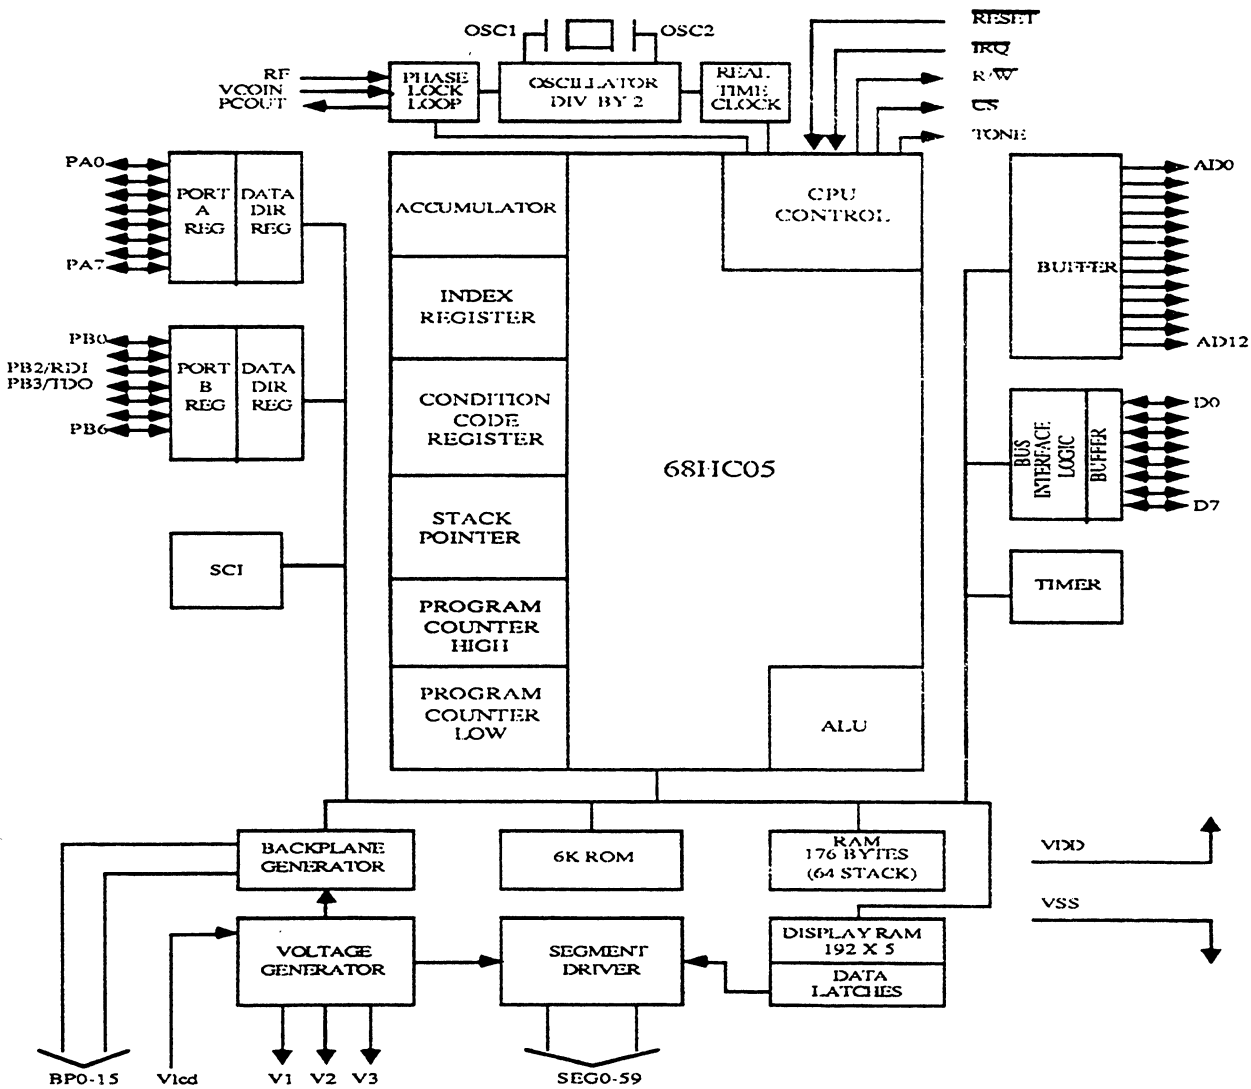 OSC1
OSC2
RESET
IRQ
R/W
CS
TONE
RF
VCOIN
PCOUT
PHASE
LOCK
LOOP
OSCILLATOR
DIV BY 2
REAL
TIME
CLOCK
PA0
PA7
PORT
A
REG
DATA
DIR
REG
ACCUMULATOR
CPU
CONTROL
BUFFER
AD0
AD12
INDEX
REGISTER
PB0
PB2/RDI
PB3/TDO
PB6
PORT
B
REG
DATA
DIR
REG
CONDITION
CODE
REGISTER
68HC05
BUS
INTERFACE
LOGIC
BUFFER
D0
D7
STACK
POINTER
SCI
TIMER
PROGRAM
COUNTER
HIGH
PROGRAM
COUNTER
LOW
ALU
BACKPLANE
GENERATOR
6K ROM
RAM
176 BYTES
(64 STACK)
VDD
VSS
VOLTAGE
GENERATOR
SEGMENT
DRIVER
DISPLAY RAM
192 X 5
DATA
LATCHES
BP0-15
Vlcd
V1
V2
V3
SEG0-59